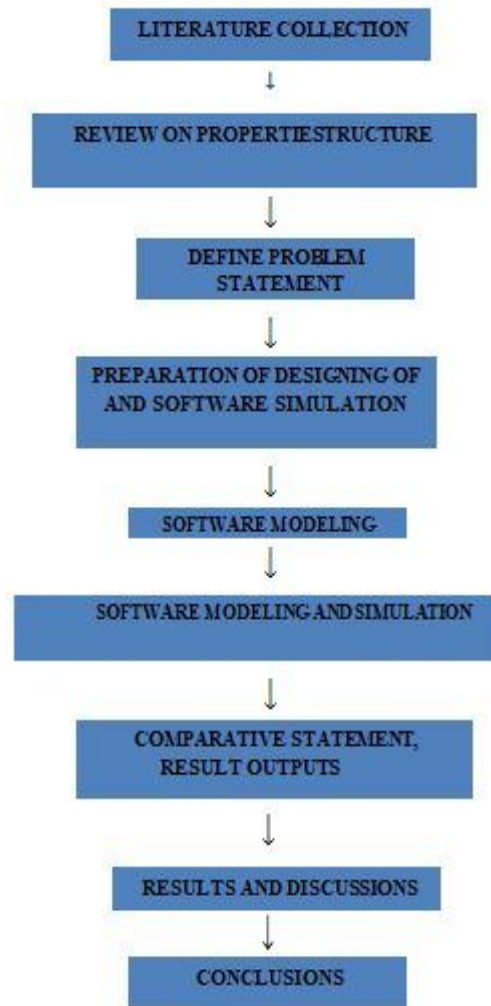 LITERATURE COLLECTION
REVIEW ON PROPERTIESTRUCTURE
DEFINE PROBLEM
STATEMENT
PREPARATION OF DESIGNING OF
AND SOFTWARE SIMULATION
SOFTWARE MODELING
SOFTWARE MODELING AND SIMULATION
COMPARATIVE STATEMENT,
RESULT OUTPUTS
RESULTS AND DISCUSSIONS
CONCLUSIONS